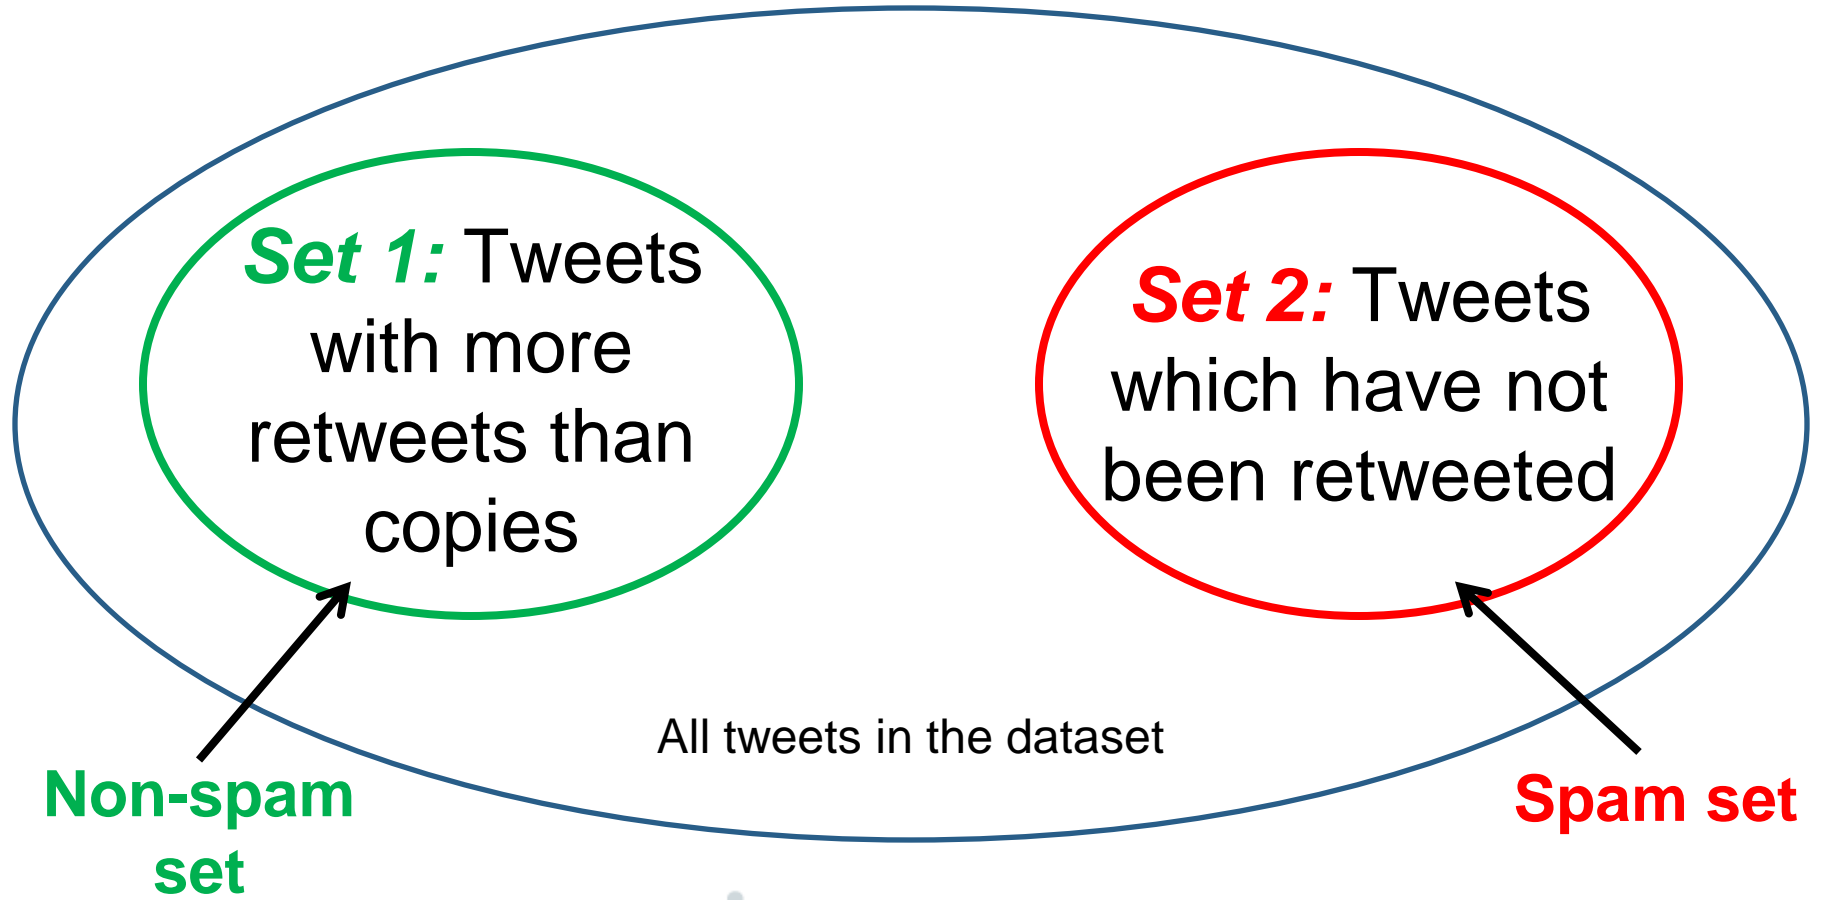 Set 1: Tweets
with more
retweets than
copies
Set 2: Tweets
which have not
been retweeted
All tweets in the dataset
Non-spam
set
Spam set